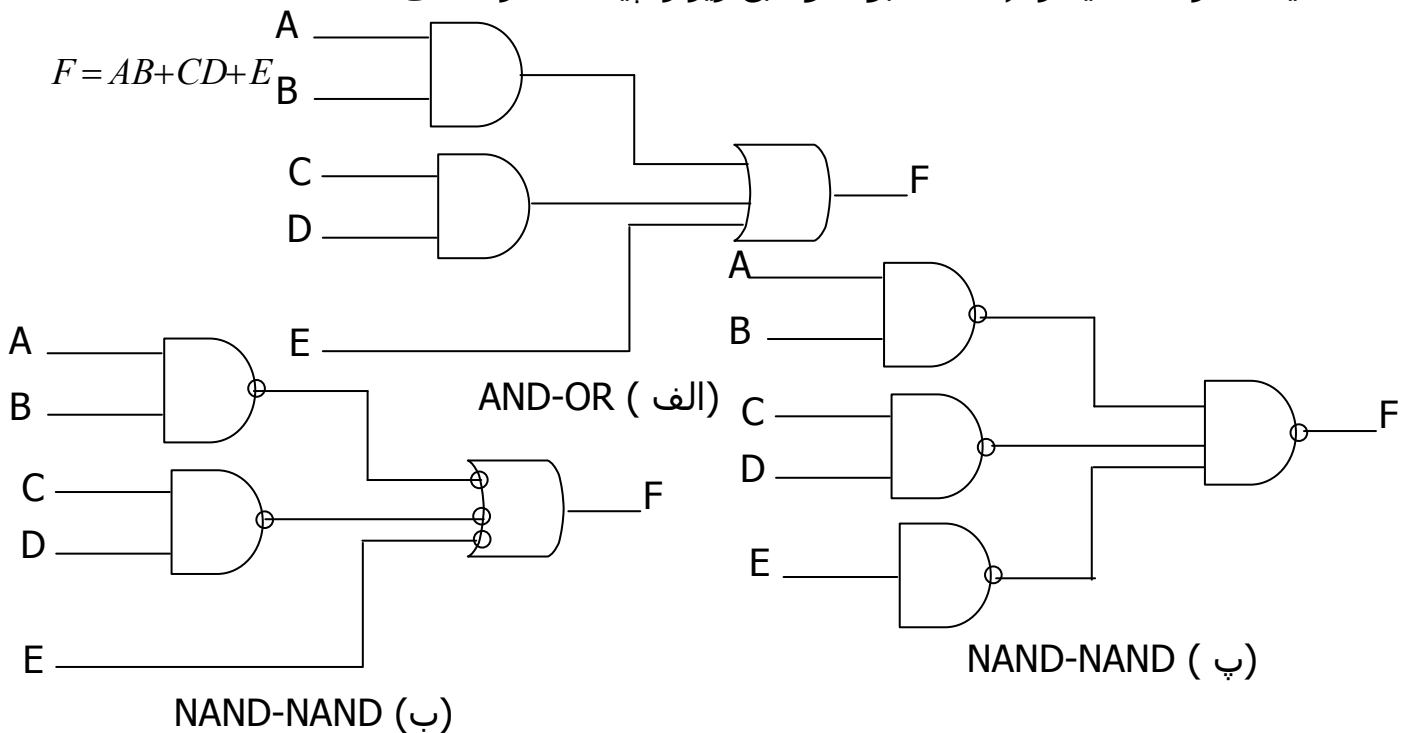 F = AB+CD+E
A
B
C
D
E
F
AND-OR ( الف)
A
B
C
D
E
F
NAND-NAND (ب)
A
B
C
D
E
F
NAND-NAND ( پ)